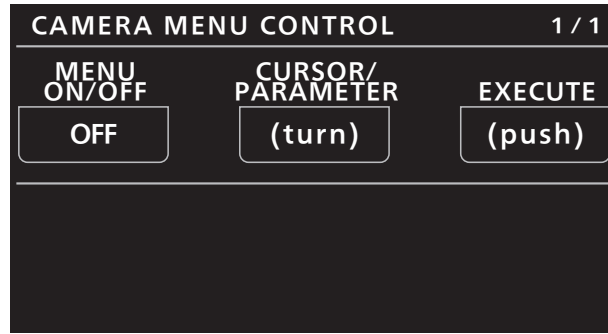 CAMERA MENU CONTROL 1/1
MENU ON/OFF
CURSOR/ PARAMETER
EXECUTE
OFF
(turn)
(push)